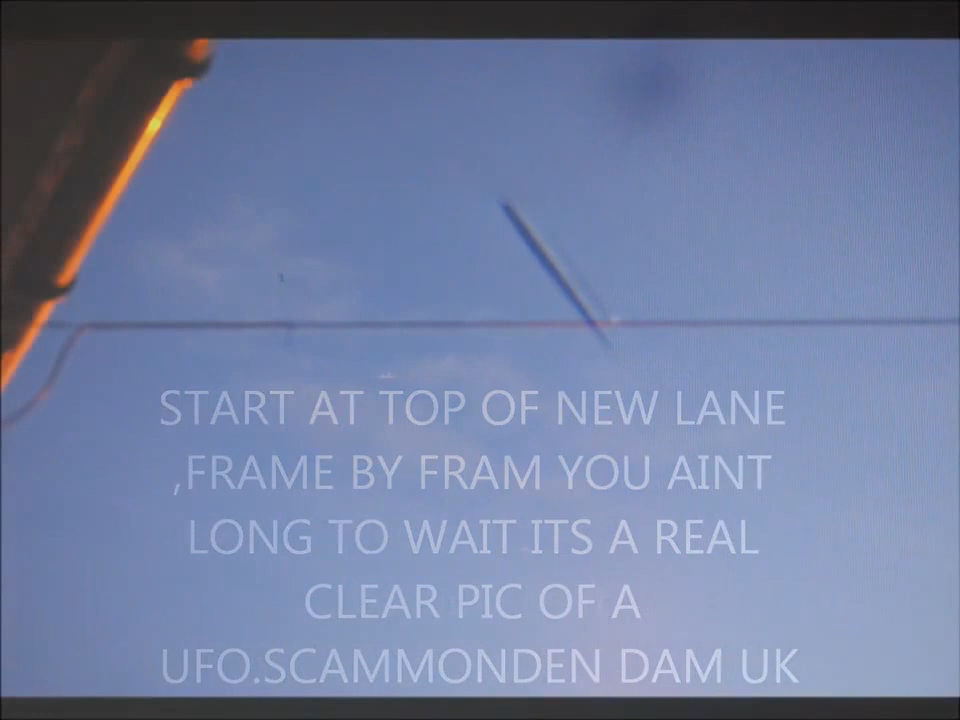 START AT TOP OF NEW LANE
,FRAME BY FRAM YOU AINT
LONG TO WAIT ITS A REAL
CLEAR PIC OF A
UFO.SCAMMONDEN DAM UK